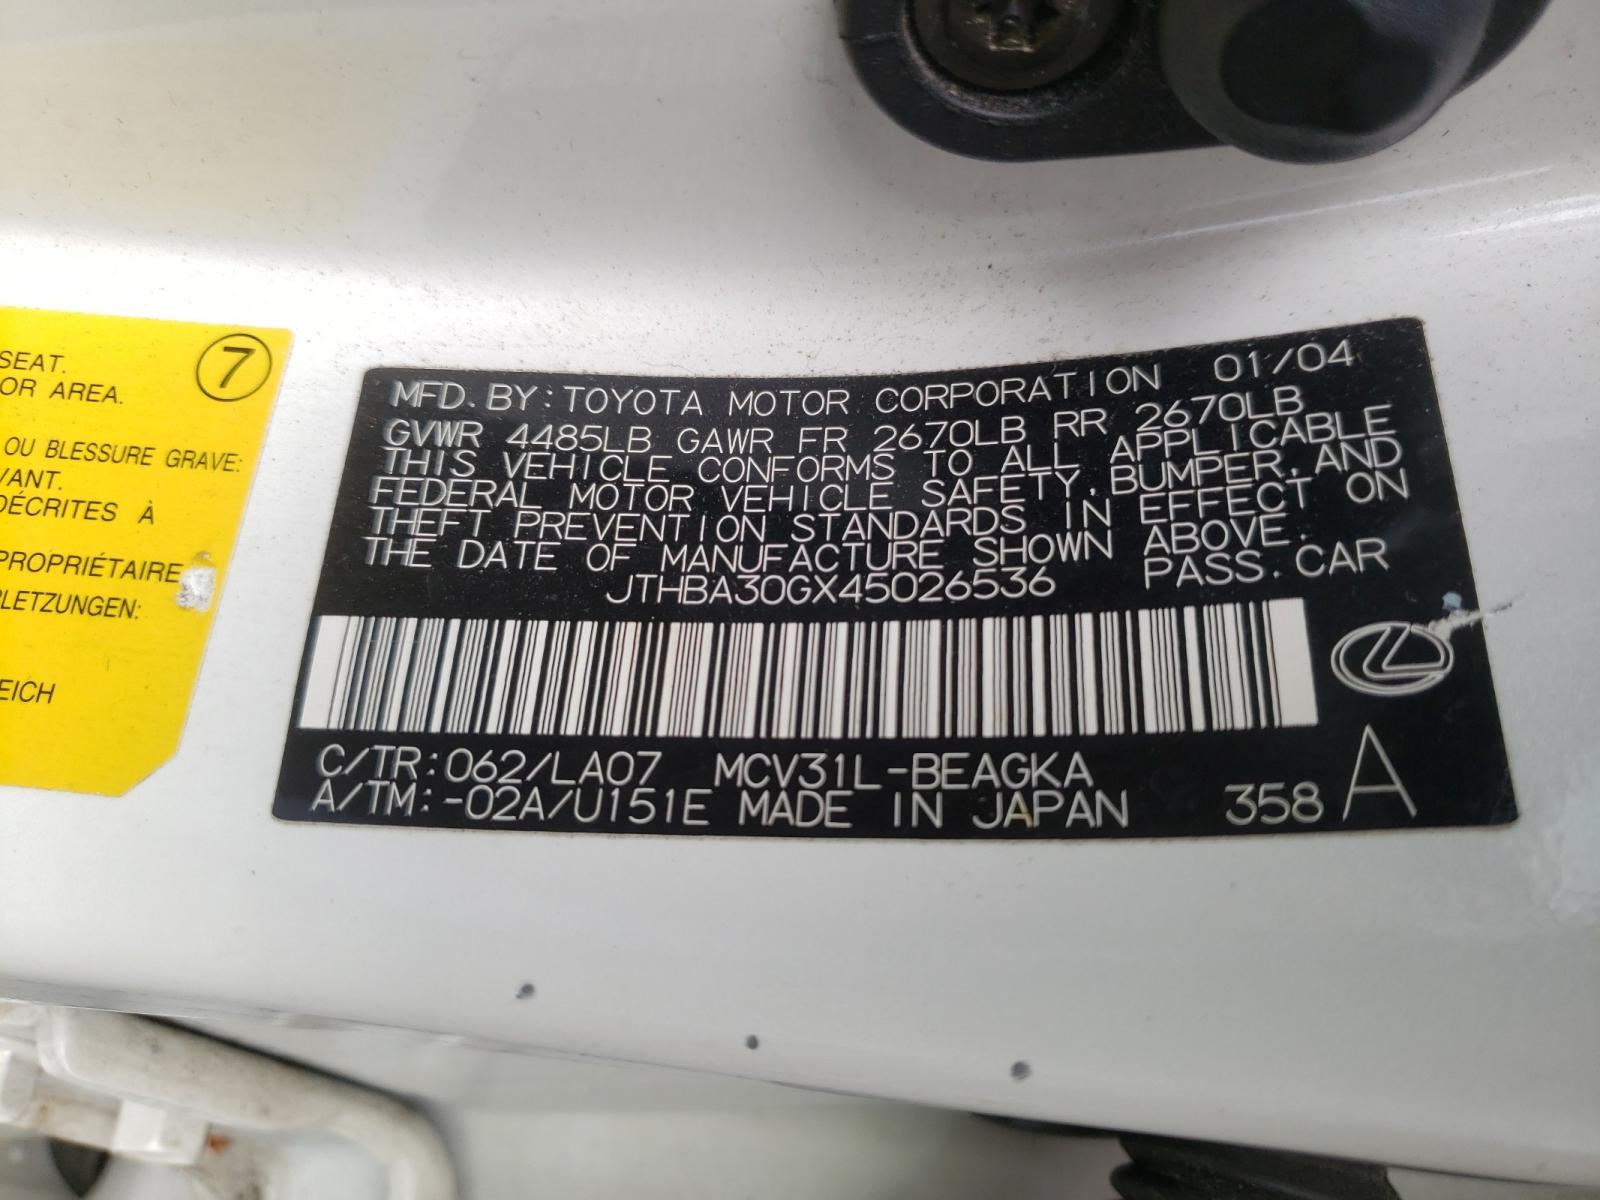 SEAT.
OR AREA.
7
OU BLESSURE GRAVE:
VANT.
DÉCRITES À
PROPRIÉTAIRE
RLETZUNGEN:
EICH
MFD. BY: TOYOTA MOTOR CORPORATION 01/04
GVWR 4485LB GAWR FR 2670LB RR 2670LB
THIS VEHICLE CONFORMS TO ALL APPLICABLE
FEDERAL MOTOR VEHICLE SAFETY, BUMPER, AND
THEFT PREVENTION STANDARDS IN EFFECT ON
THE DATE OF MANUFACTURE SHOWN ABOVE.
JTHBA30GX45026536 PASS. CAR
C/TR: 062/LA07 MCV31L-BEAGKA
A/TM: -02A/U151E MADE IN JAPAN 358 A